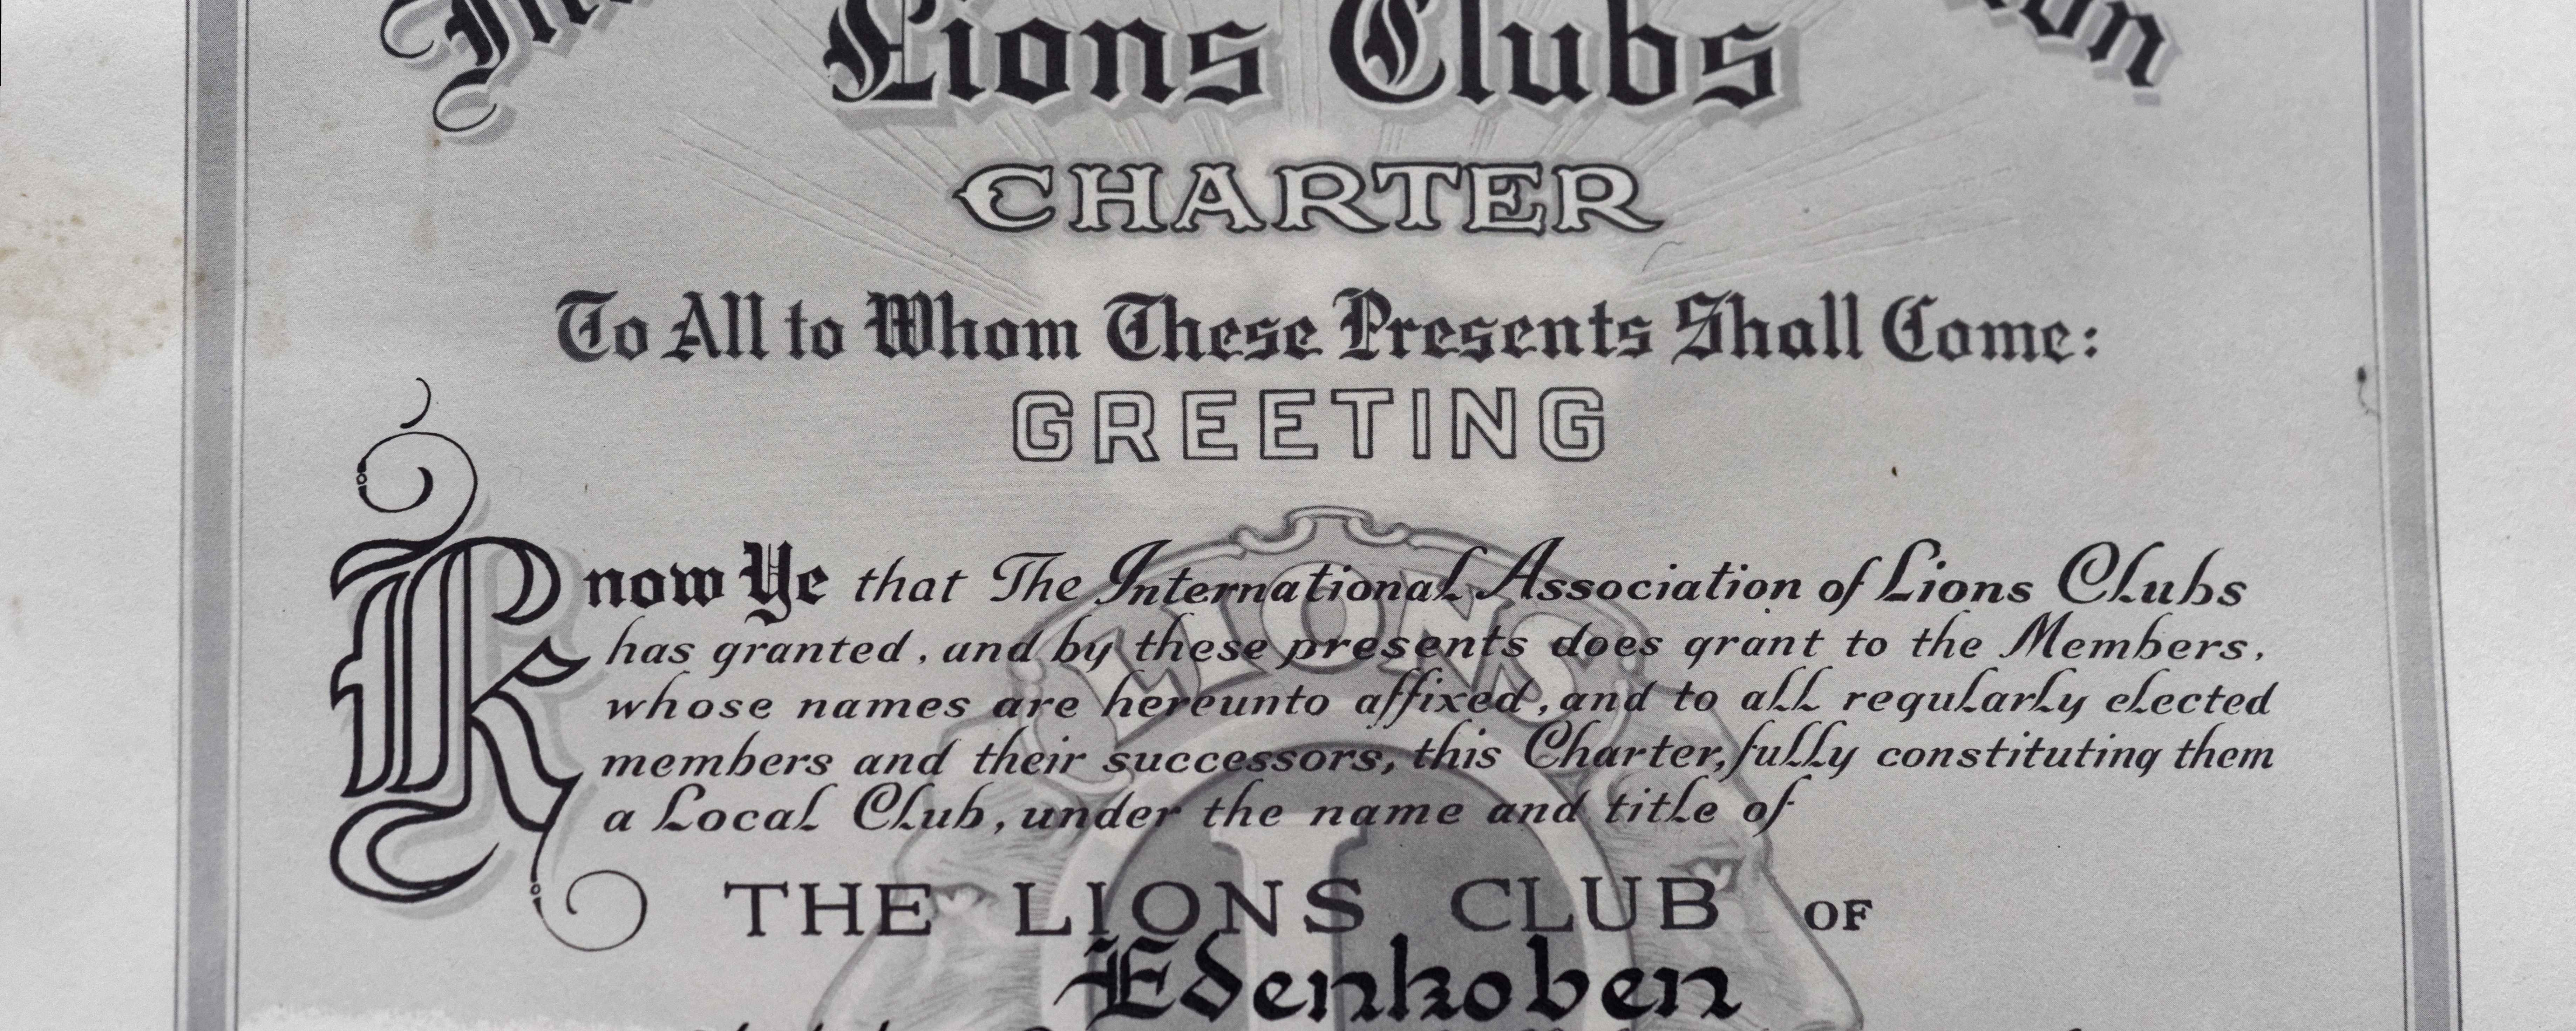 Lions Clubs
CHARTER
To All to Whom These Presents Shall Come:
GREETING
Know Ye that The International Association of Lions Clubs
has granted, and by these presents does grant to the Members,
whose names are hereunto affixed, and to all regularly elected
members and their successors, this Charter, fully constituting them
a Local Club, under the name and title of
LIONS
L
THE LIONS CLUB OF
Edenkoben